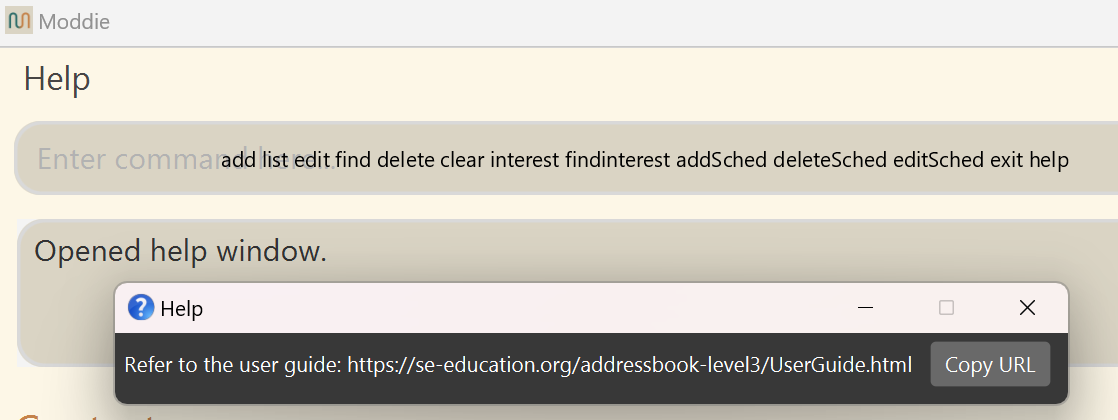 Moddie
Help
Enter command here...
add list edit find delete clear interest findinterest addSched deleteSched editSched exit help
Opened help window.
Help
Refer to the user guide: https://se-education.org/addressbook-level3/UserGuide.html
Copy URL